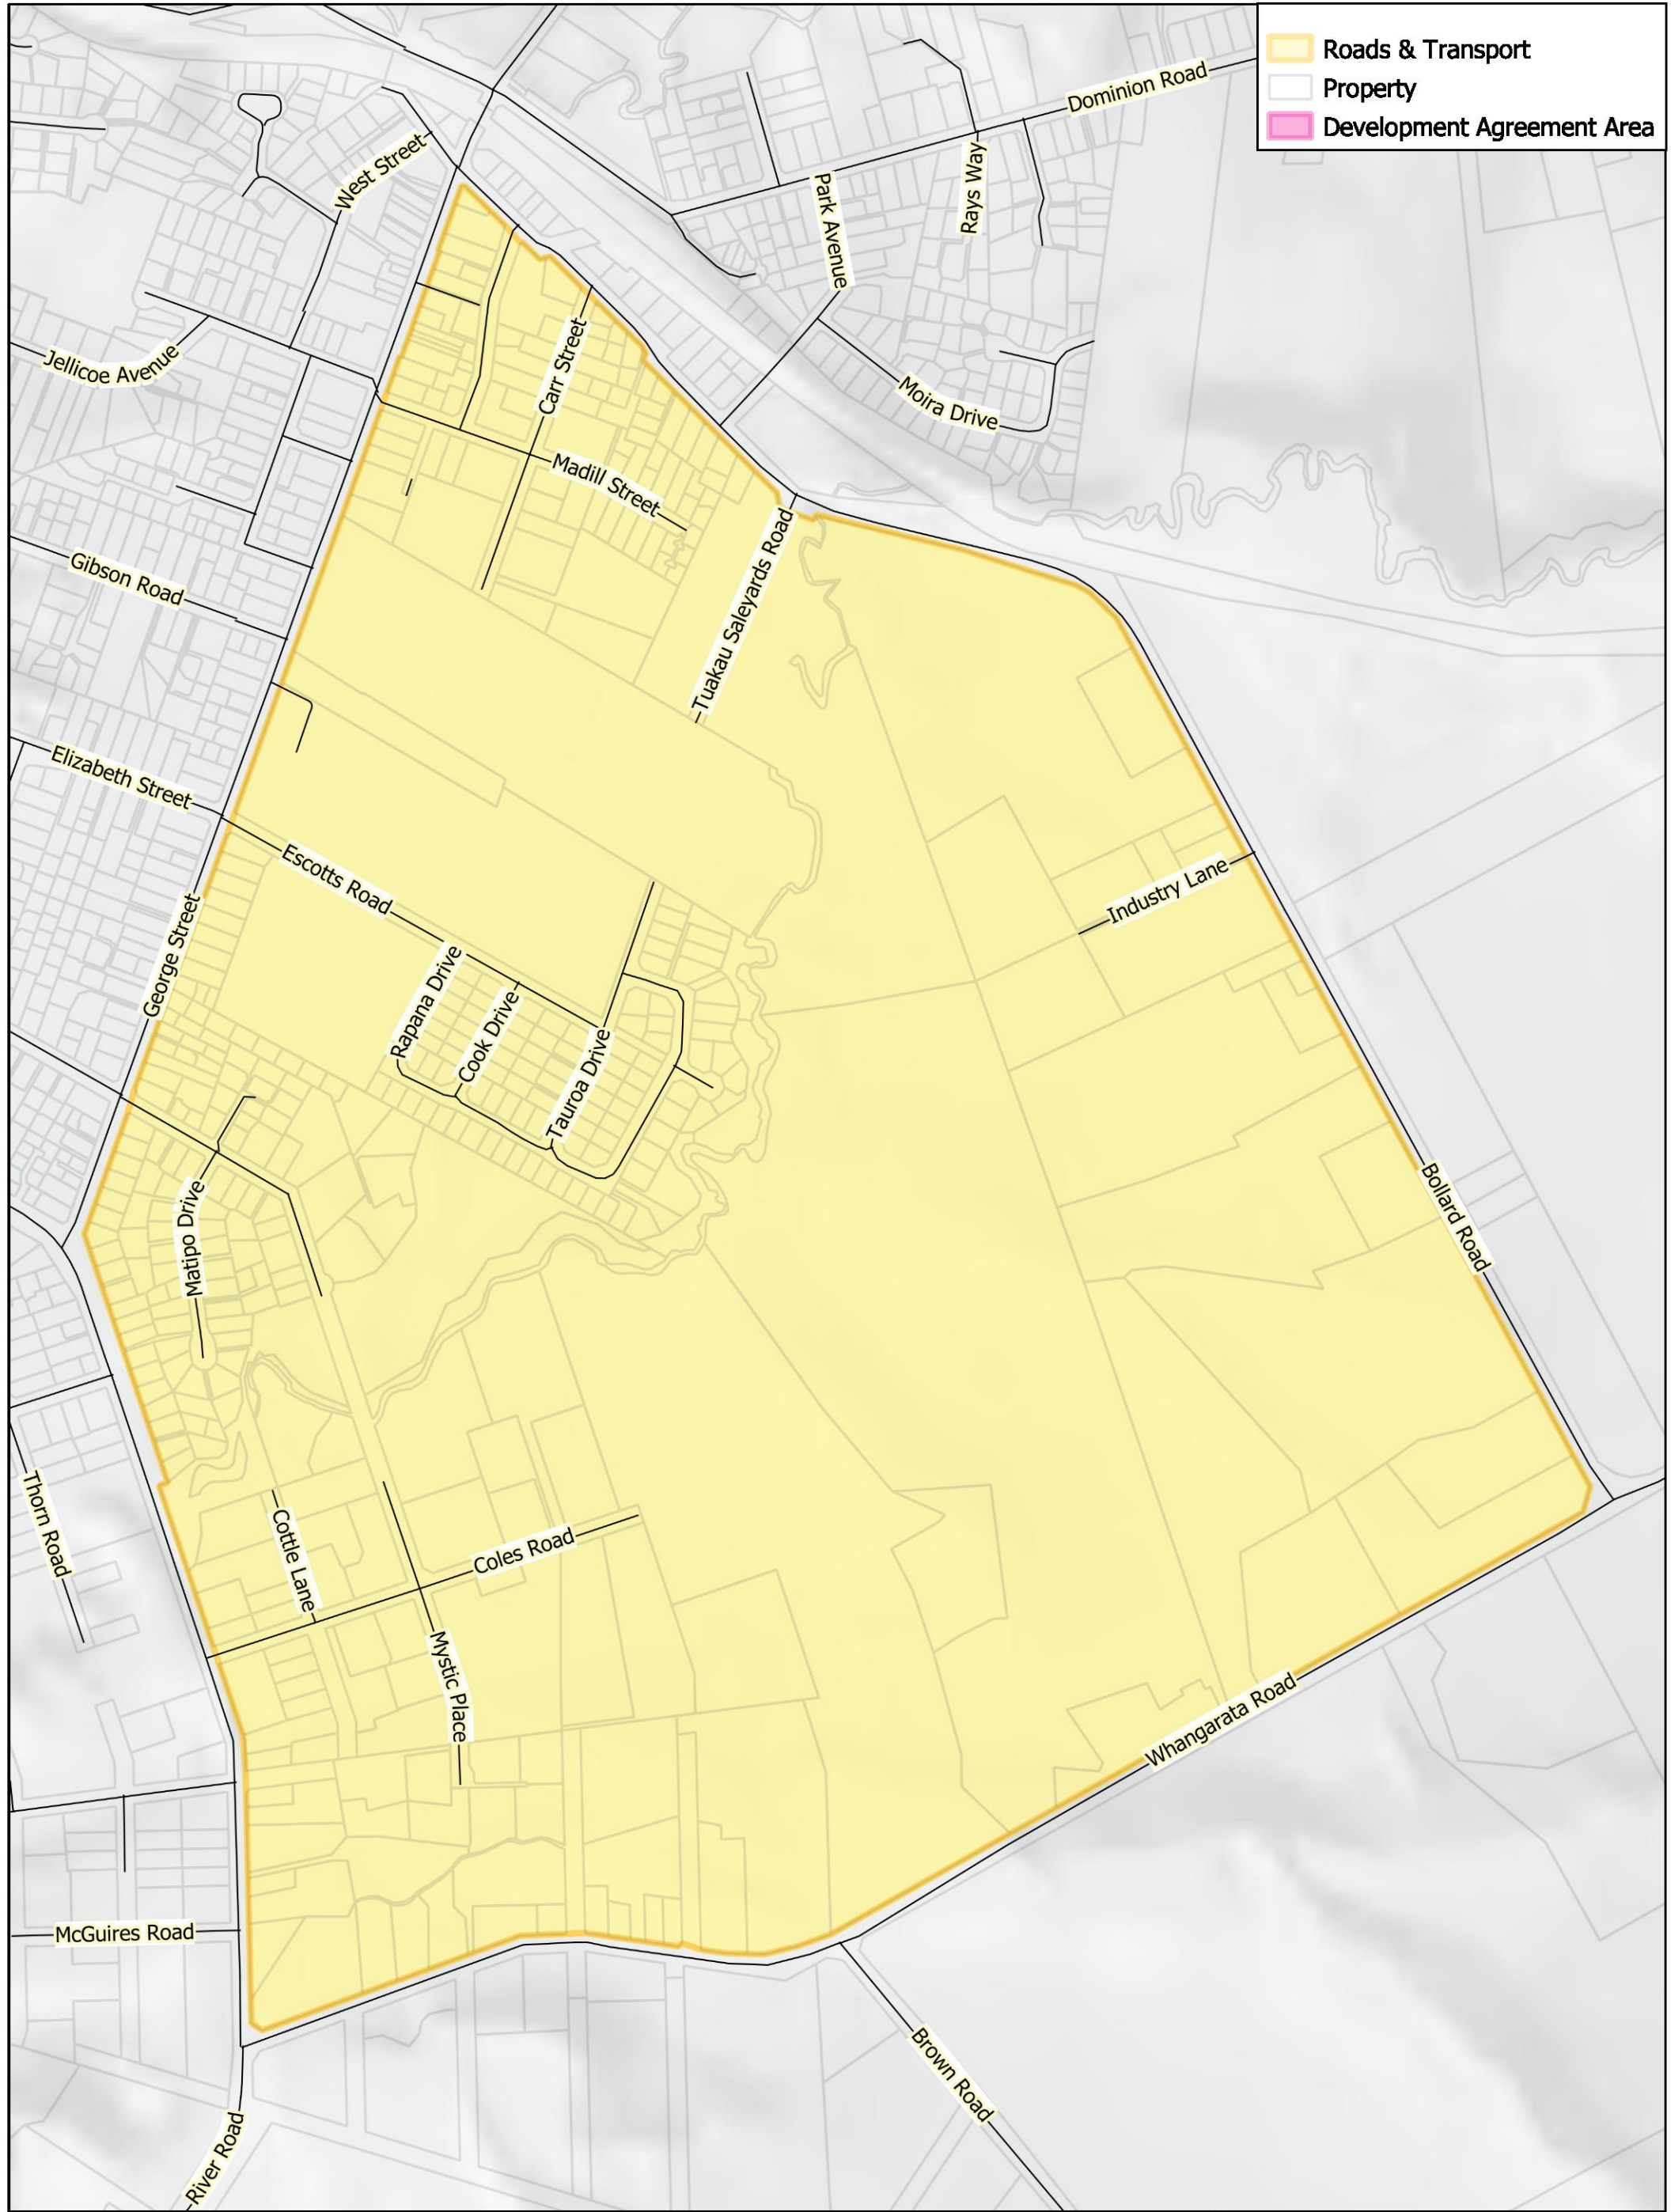 Roads & Transport
Property
Development Agreement Area
Dominion Road
West Street
Rays Way
Park Avenue
Jellicoe Avenue
Carr Street
Moira Drive
Madill Street
Gibson Road
Tuakau Saleyards Road
Elizabeth Street
Escotts Road
Industry Lane
George Street
Rapana Drive
Cook Drive
Tauroa Drive
Matipo Drive
Bollard Road
Thorn Road
Cottle Lane
Coles Road
Mystic Place
Whangarata Road
McGuires Road
Brown Road
River Road